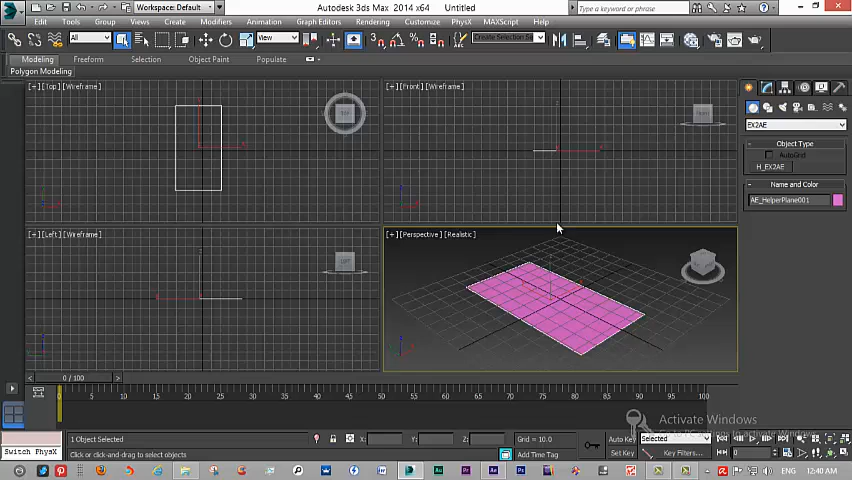 Workspace: Default
Autodesk 3ds Max 2014 x64 Untitled
Type a keyword or phrase
Edit Tools Group Views Create Modifiers Animation Graph Editors Rendering Customize PhysX MAXScript Help
All
View
Create Selection Se
Modeling Freeform Selection Object Paint Populate
Polygon Modeling
[+] [Top] [Wireframe]
[+] [Front] [Wireframe]
EX2AE
Object Type
AutoGrid
H_EX2AE
Name and Color
AE_HelperPlane001
[+] [Left] [Wireframe]
[+] [Perspective] [Realistic]
0 / 100
0 5 10 15 20 25 30 35 40 45 50 55 60 65 70 75 80 85 90 95 100
Activate Windows
1 Object Selected
X: Y: Z:
Grid = 10.0
Auto Key
Selected
Switch PhysX
Click or click-and-drag to select objects
Add Time Tag
Set Key
Key Filters...
0
ENG
12:40 AM